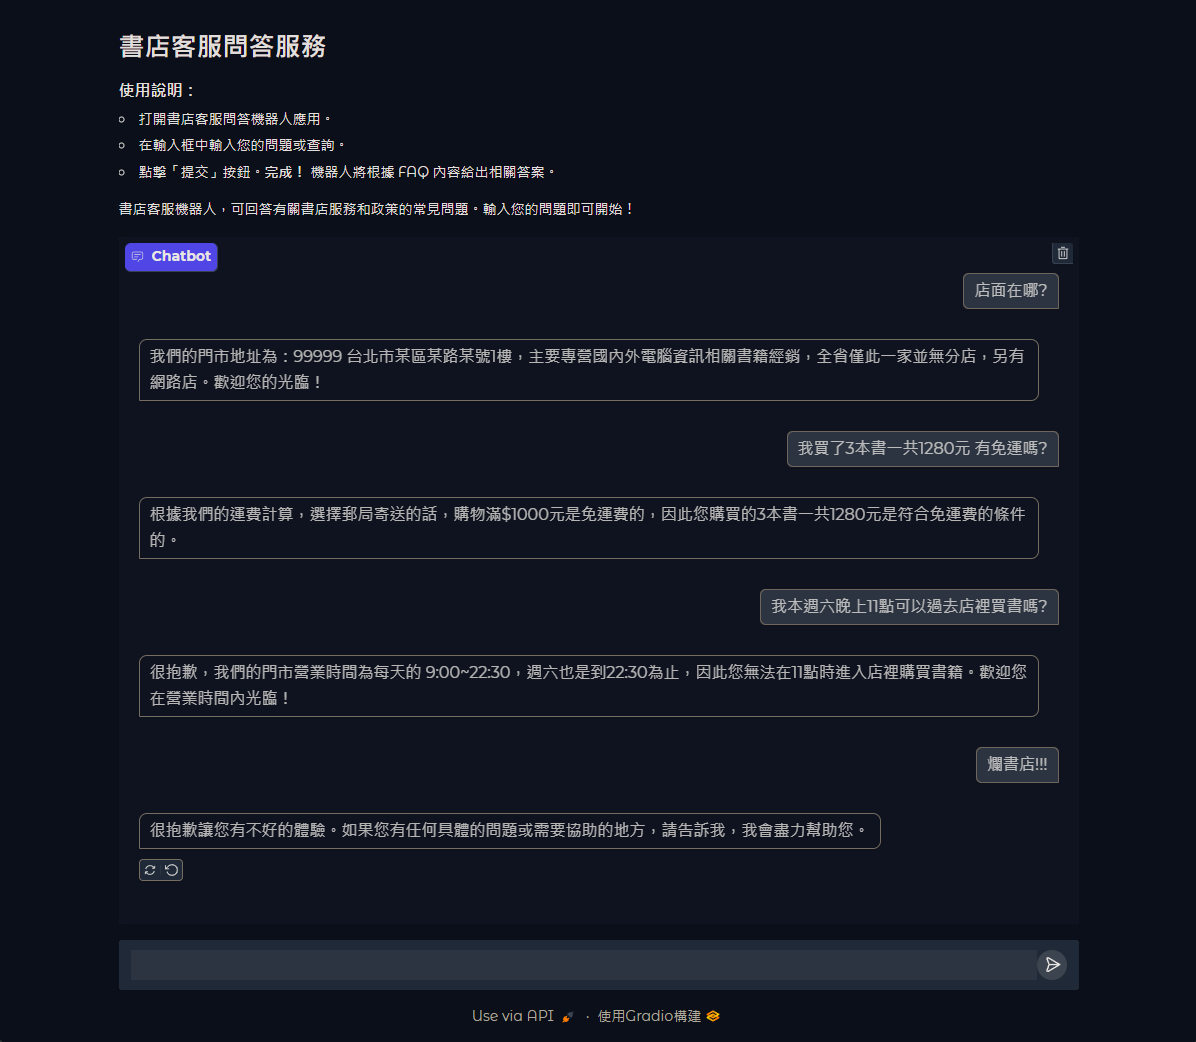 書店客服問答服務
使用說明：
打開書店客服問答機器人應用。
在輸入框中輸入您的問題或查詢。
點擊「提交」按鈕。完成！ 機器人將根據 FAQ 內容給出相關答案。
書店客服機器人，可回答有關書店服務和政策的常見問題。輸入您的問題即可開始！
Chatbot
店面在哪?
我們的門市地址為：99999 台北市某區某路某號1樓，主要專營國內外電腦資訊相關書籍經銷，全省僅此一家並無分店，另有
網路店。歡迎您的光臨！
我買了3本書一共1280元 有免運嗎?
根據我們的運費計算，選擇郵局寄送的話，購物滿$1000元是免運費的，因此您購買的3本書一共1280元是符合免運費的條件
的。
我本週六晚上11點可以過去店裡買書嗎?
很抱歉，我們的門市營業時間為每天的 9:00~22:30，週六也是到22:30為止，因此您無法在11點時進入店裡購買書籍。歡迎您
在營業時間內光臨！
爛書店!!!
很抱歉讓您有不好的體驗。如果您有任何具體的問題或需要協助的地方，請告訴我，我會盡力幫助您。
Use via API · 使用Gradio構建